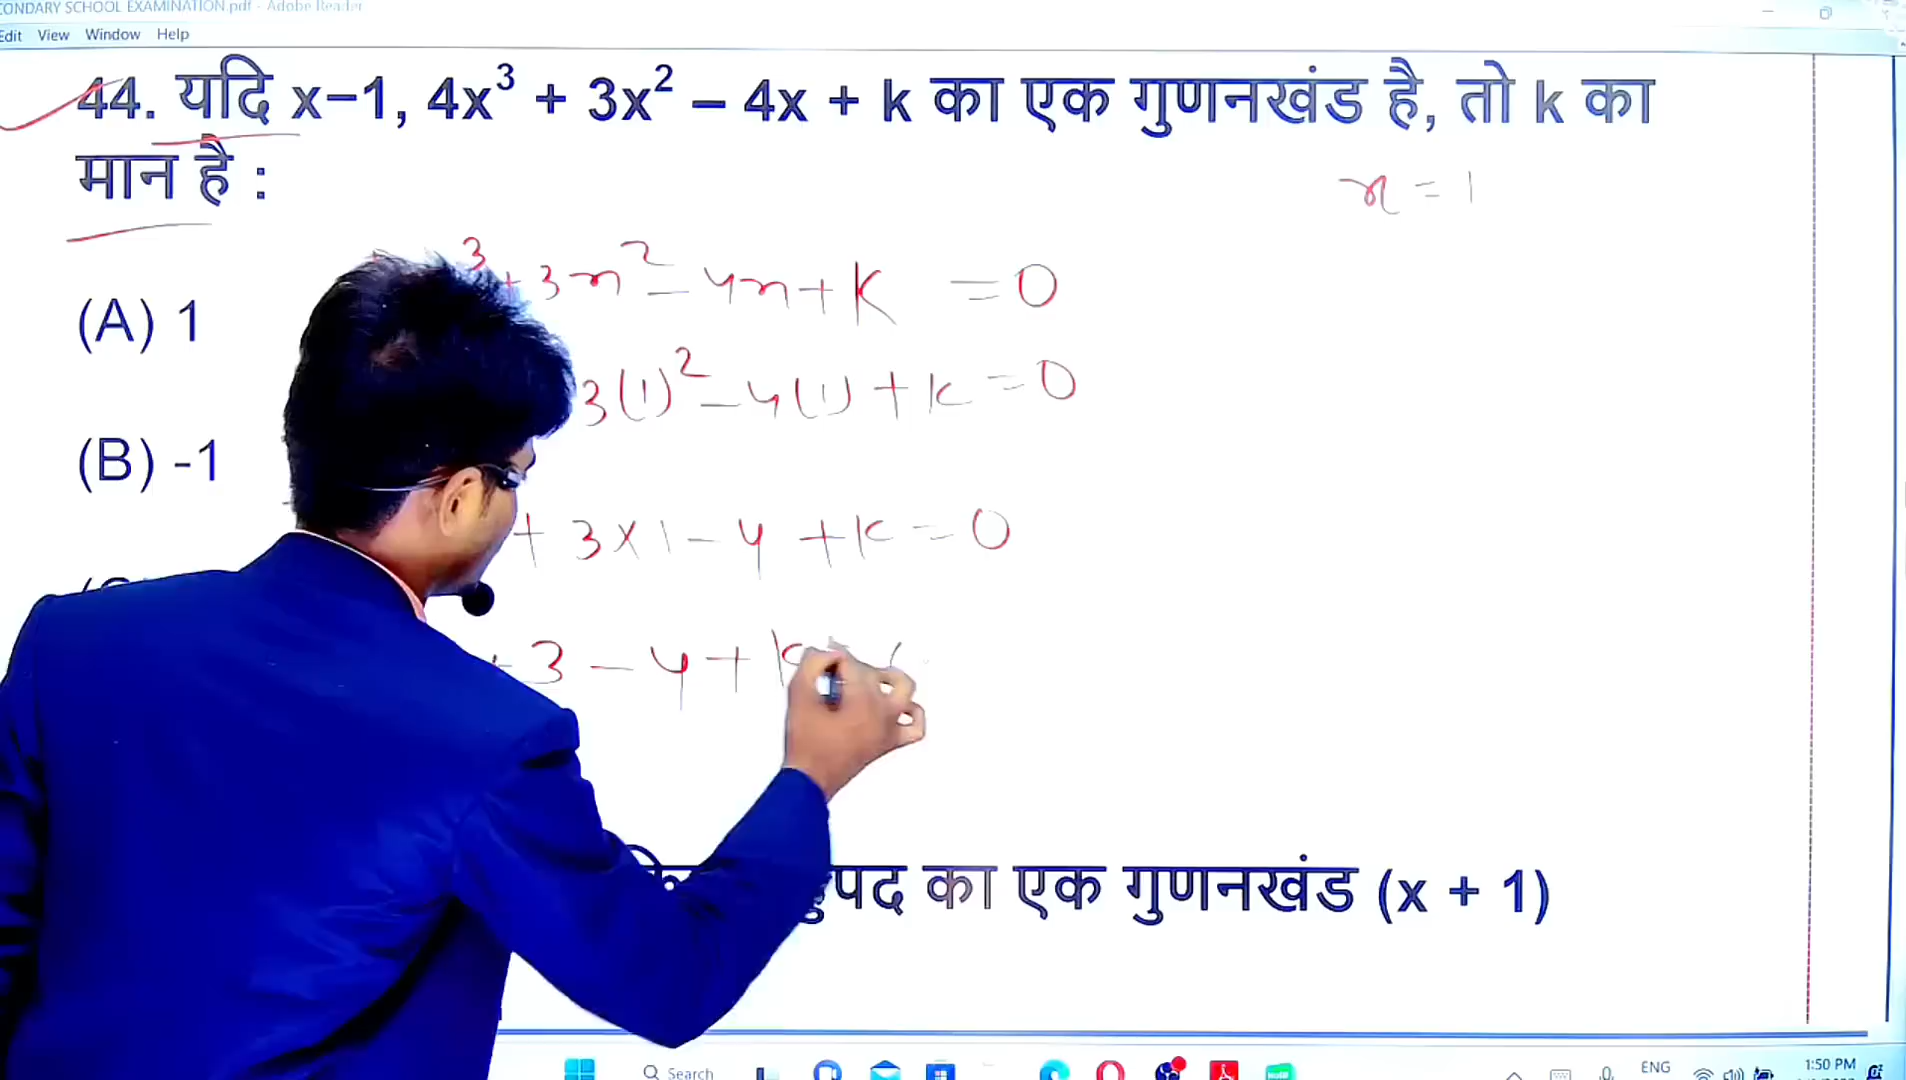 CONDARY SCHOOL EXAMINATION.pdf - Adobe Reader
Edit View Window Help
44. यदि x−1, 4x³ + 3x² – 4x + k का एक गुणनखंड है, तो k का
मान है :
x = 1
3 + 3x² - 4x + K = 0
(A) 1
3(1)² - 4(1) + K = 0
(B) -1
+ 3 x 1 - 4 + K = 0
3 - 4 + K
पद का एक गुणनखंड (x + 1)
Search
ENG
1:50 PM